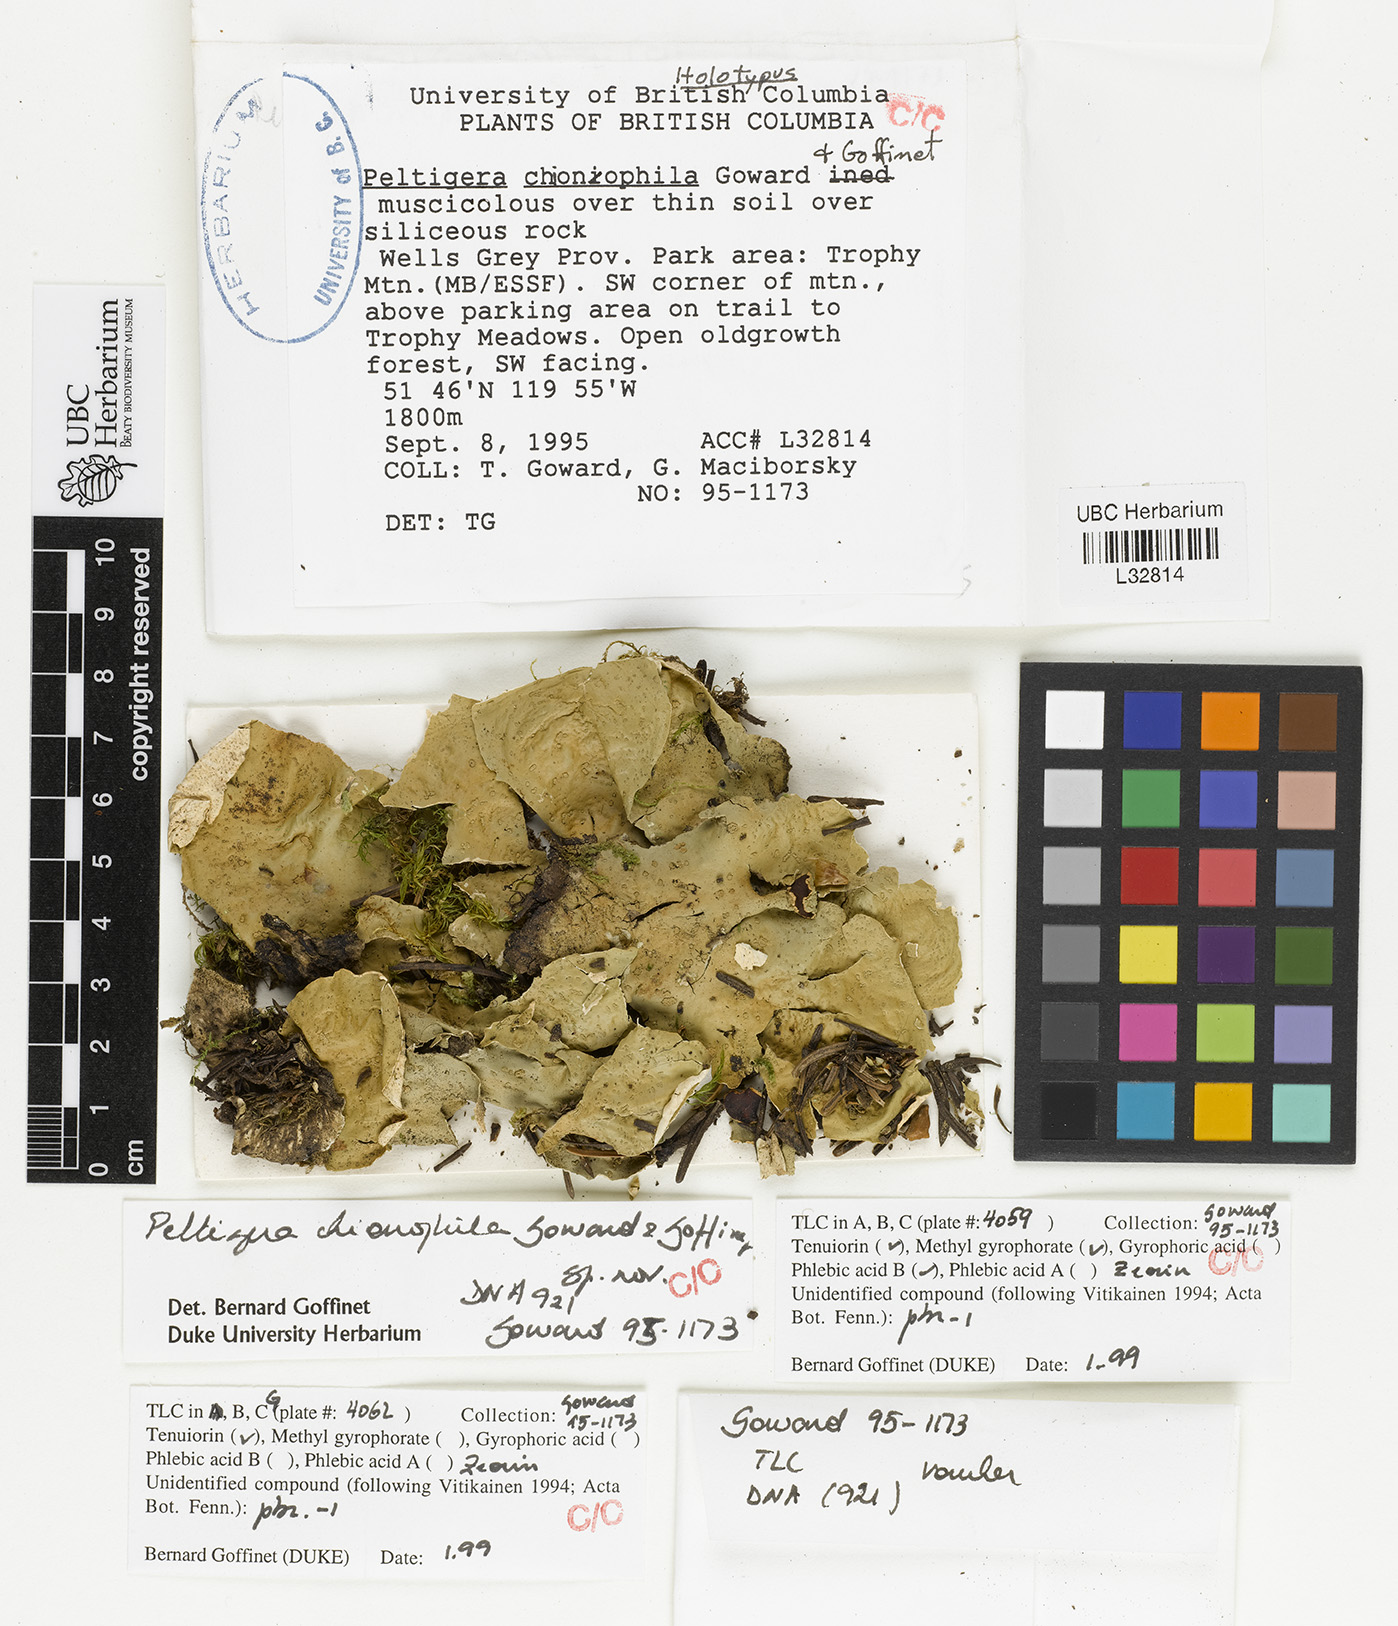 Holotypus
University of British Columbia
PLANTS OF BRITISH COLUMBIA
C/C
& Goffinet
Peltigera chionophila Goward ined
muscicolous over thin soil over
siliceous rock
Wells Grey Prov. Park area: Trophy
Mtn.(MB/ESSF). SW corner of mtn.,
above parking area on trail to
Trophy Meadows. Open oldgrowth
forest, SW facing.
51 46'N 119 55'W
1800m
Sept. 8, 1995 ACC# L32814
COLL: T. Goward, G. Maciborsky
NO: 95-1173
DET: TG
HERBARIUM
UNIVERSITY of B.C.
UBC
Herbarium
BEATY BIODIVERSITY MUSEUM
10
9
8
7
6
5
4
3
2
1
0
cm
copyright reserved
UBC Herbarium
L32814
Peltigera chionophila Goward & Goffinet
sp. nov.
DNA 921
C/C
Det. Bernard Goffinet
Duke University Herbarium
Goward 95-1173
TLC in A, B, C (plate #: 4059 ) Collection: Goward
95-1173
Tenuiorin (✓), Methyl gyrophorate (✓), Gyrophoric acid ( )
Phlebic acid B (✓), Phlebic acid A ( ) Zeorin
C/C
Unidentified compound (following Vitikainen 1994; Acta
Bot. Fenn.): phz-1
Bernard Goffinet (DUKE) Date: 1-99
TLC in A, B, C G (plate #: 4062 ) Collection: Goward
95-1173
Tenuiorin (✓), Methyl gyrophorate ( ), Gyrophoric acid ( )
Phlebic acid B ( ), Phlebic acid A ( ) Zeorin
Unidentified compound (following Vitikainen 1994; Acta
Bot. Fenn.): phz.-1
C/C
Bernard Goffinet (DUKE) Date: 1.99
Goward 95-1173
TLC
voucher
DNA (921)